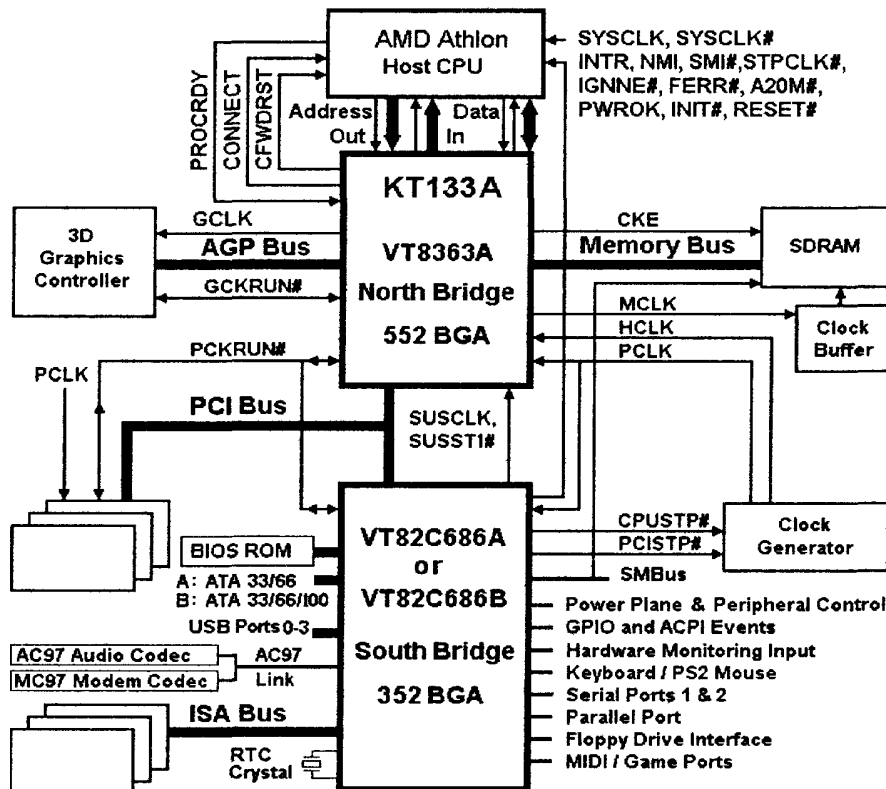 AMD Athlon
Host CPU
SYSCLK, SYSCLK#
INTR, NMI, SMI#,STPCLK#,
IGNNE#, FERR#, A20M#,
PWROK, INIT#, RESET#
PROCRDY
CONNECT
CFWDRST
Address
Out
Data
In
KT133A
VT8363A
North Bridge
552 BGA
3D
Graphics
Controller
GCLK
AGP Bus
GCKRUN#
CKE
Memory Bus
SDRAM
MCLK
HCLK
PCLK
Clock
Buffer
PCKRUN#
PCLK
PCI Bus
SUSCLK,
SUSST1#
VT82C686A
or
VT82C686B
South Bridge
352 BGA
CPUSTP#
PCISTP#
SMBus
Clock
Generator
BIOS ROM
A: ATA 33/66
B: ATA 33/66/100
USB Ports 0-3
AC97 Audio Codec
MC97 Modem Codec
AC97
Link
ISA Bus
RTC
Crystal
Power Plane & Peripheral Control
GPIO and ACPI Events
Hardware Monitoring Input
Keyboard / PS2 Mouse
Serial Ports 1 & 2
Parallel Port
Floppy Drive Interface
MIDI / Game Ports